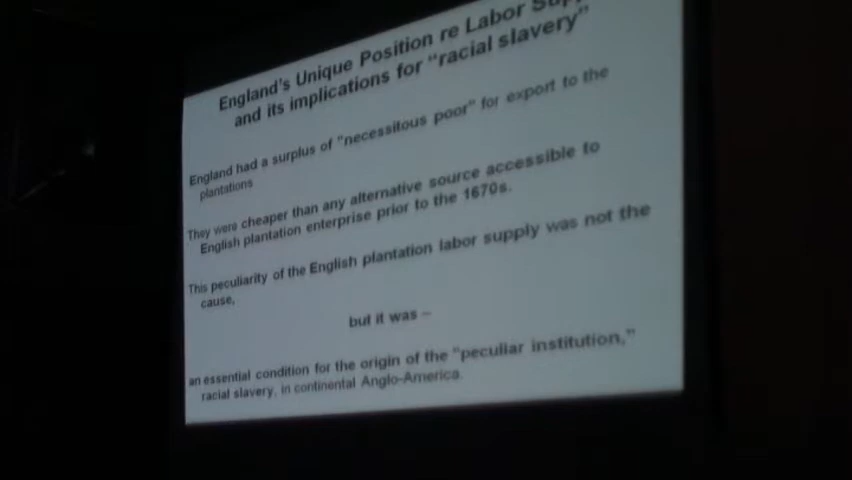 England's Unique Position re Labor
and its implications for "racial slavery"
England had a surplus of "necessitous poor" for export to the
plantations
They were cheaper than any alternative source accessible to
English plantation enterprise prior to the 1670s.
This peculiarity of the English plantation labor supply was not the
cause,
but it was –
an essential condition for the origin of the "peculiar institution,"
racial slavery, in continental Anglo-America.